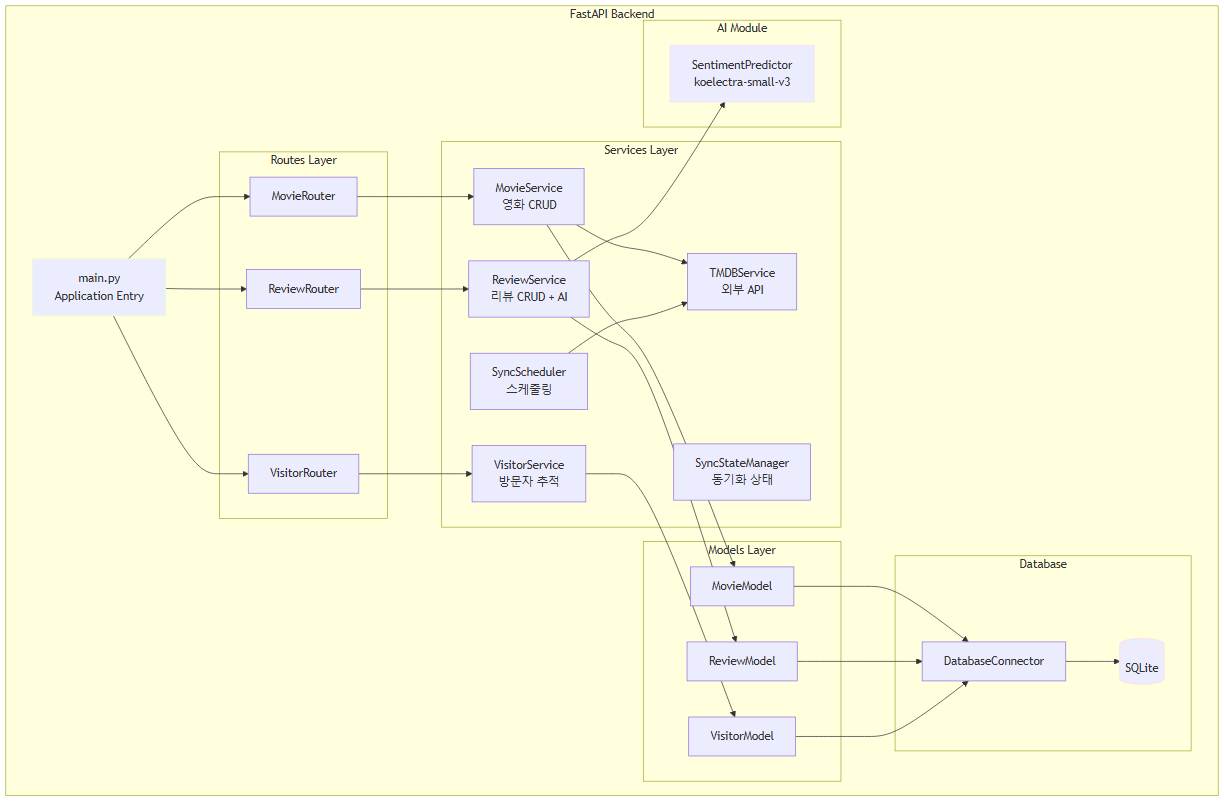 FastAPI Backend
AI Module
SentimentPredictor
koelectra-small-v3
Routes Layer
MovieRouter
ReviewRouter
VisitorRouter
main.py
Application Entry
Services Layer
MovieService
영화 CRUD
ReviewService
리뷰 CRUD + AI
SyncScheduler
스케줄링
VisitorService
방문자 추적
TMDBService
외부 API
SyncStateManager
동기화 상태
Models Layer
MovieModel
ReviewModel
VisitorModel
Database
DatabaseConnector
SQLite